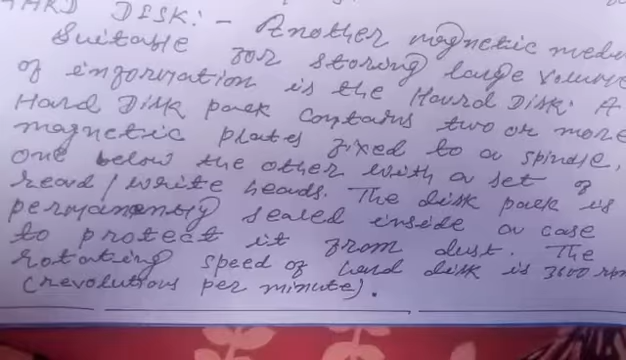 HARD DISK: - Another magnetic
Suitable for storing large volume
of information is the Hard Disk. A
Hard Disk pack contains two or more
magnetic plates fixed to a spindle,
one below the other with a set of
read/write heads. The disk pack is
permanently sealed inside a case
to protect it from dust. The
rotating speed of hard disk is 3600 rpm
(revolutions per minute).